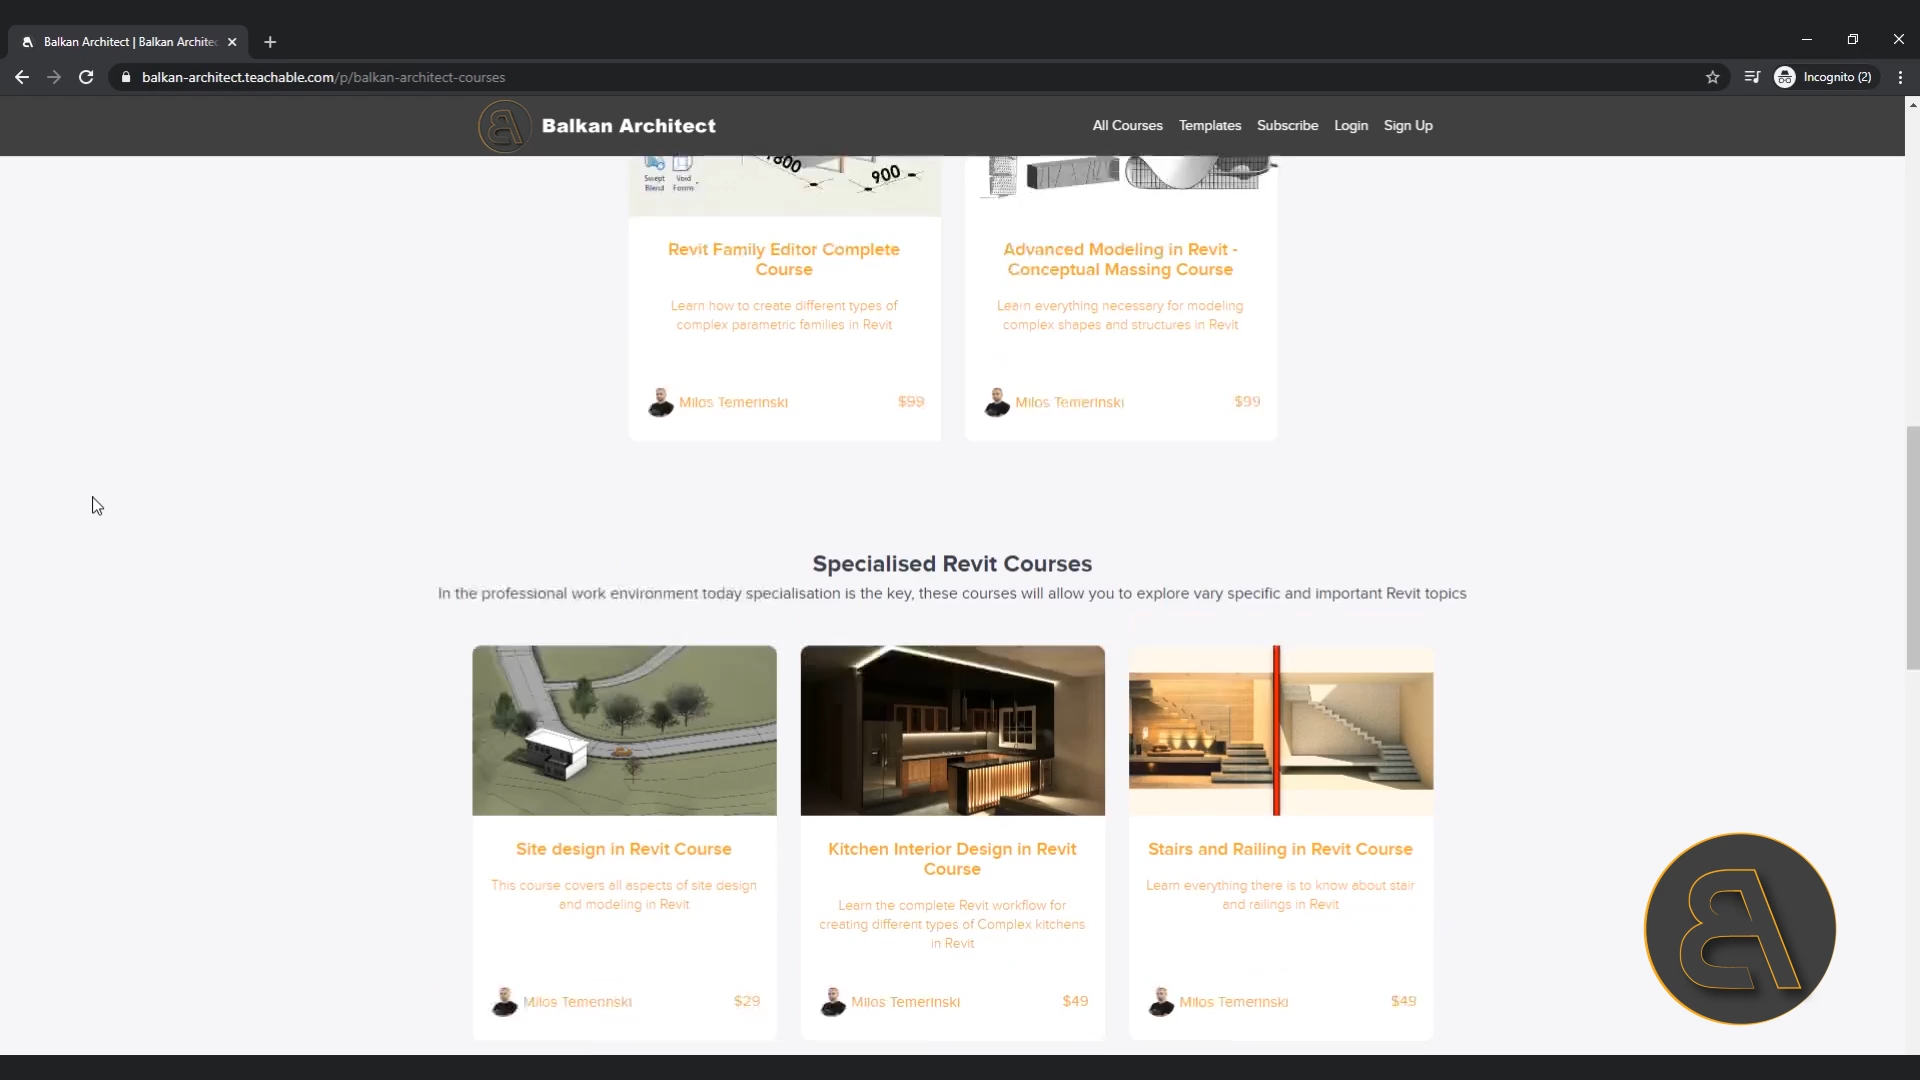 Balkan Architect | Balkan Architec
balkan-architect.teachable.com/p/balkan-architect-courses
Incognito (2)
Balkan Architect
All Courses
Templates
Subscribe
Login
Sign Up
Swept
Blend
Void
Forms
1800
900
Revit Family Editor Complete
Course
Learn how to create different types of
complex parametric families in Revit
Milos Temerinski
$99
Advanced Modeling in Revit -
Conceptual Massing Course
Learn everything necessary for modeling
complex shapes and structures in Revit
Milos Temerinski
$99
Specialised Revit Courses
In the professional work environment today specialisation is the key, these courses will allow you to explore vary specific and important Revit topics
Site design in Revit Course
This course covers all aspects of site design
and modeling in Revit
Milos Temerinski
$29
Kitchen Interior Design in Revit
Course
Learn the complete Revit workflow for
creating different types of Complex kitchens
in Revit
Milos Temerinski
$49
Stairs and Railing in Revit Course
Learn everything there is to know about stair
and railings in Revit
Milos Temerinski
$49